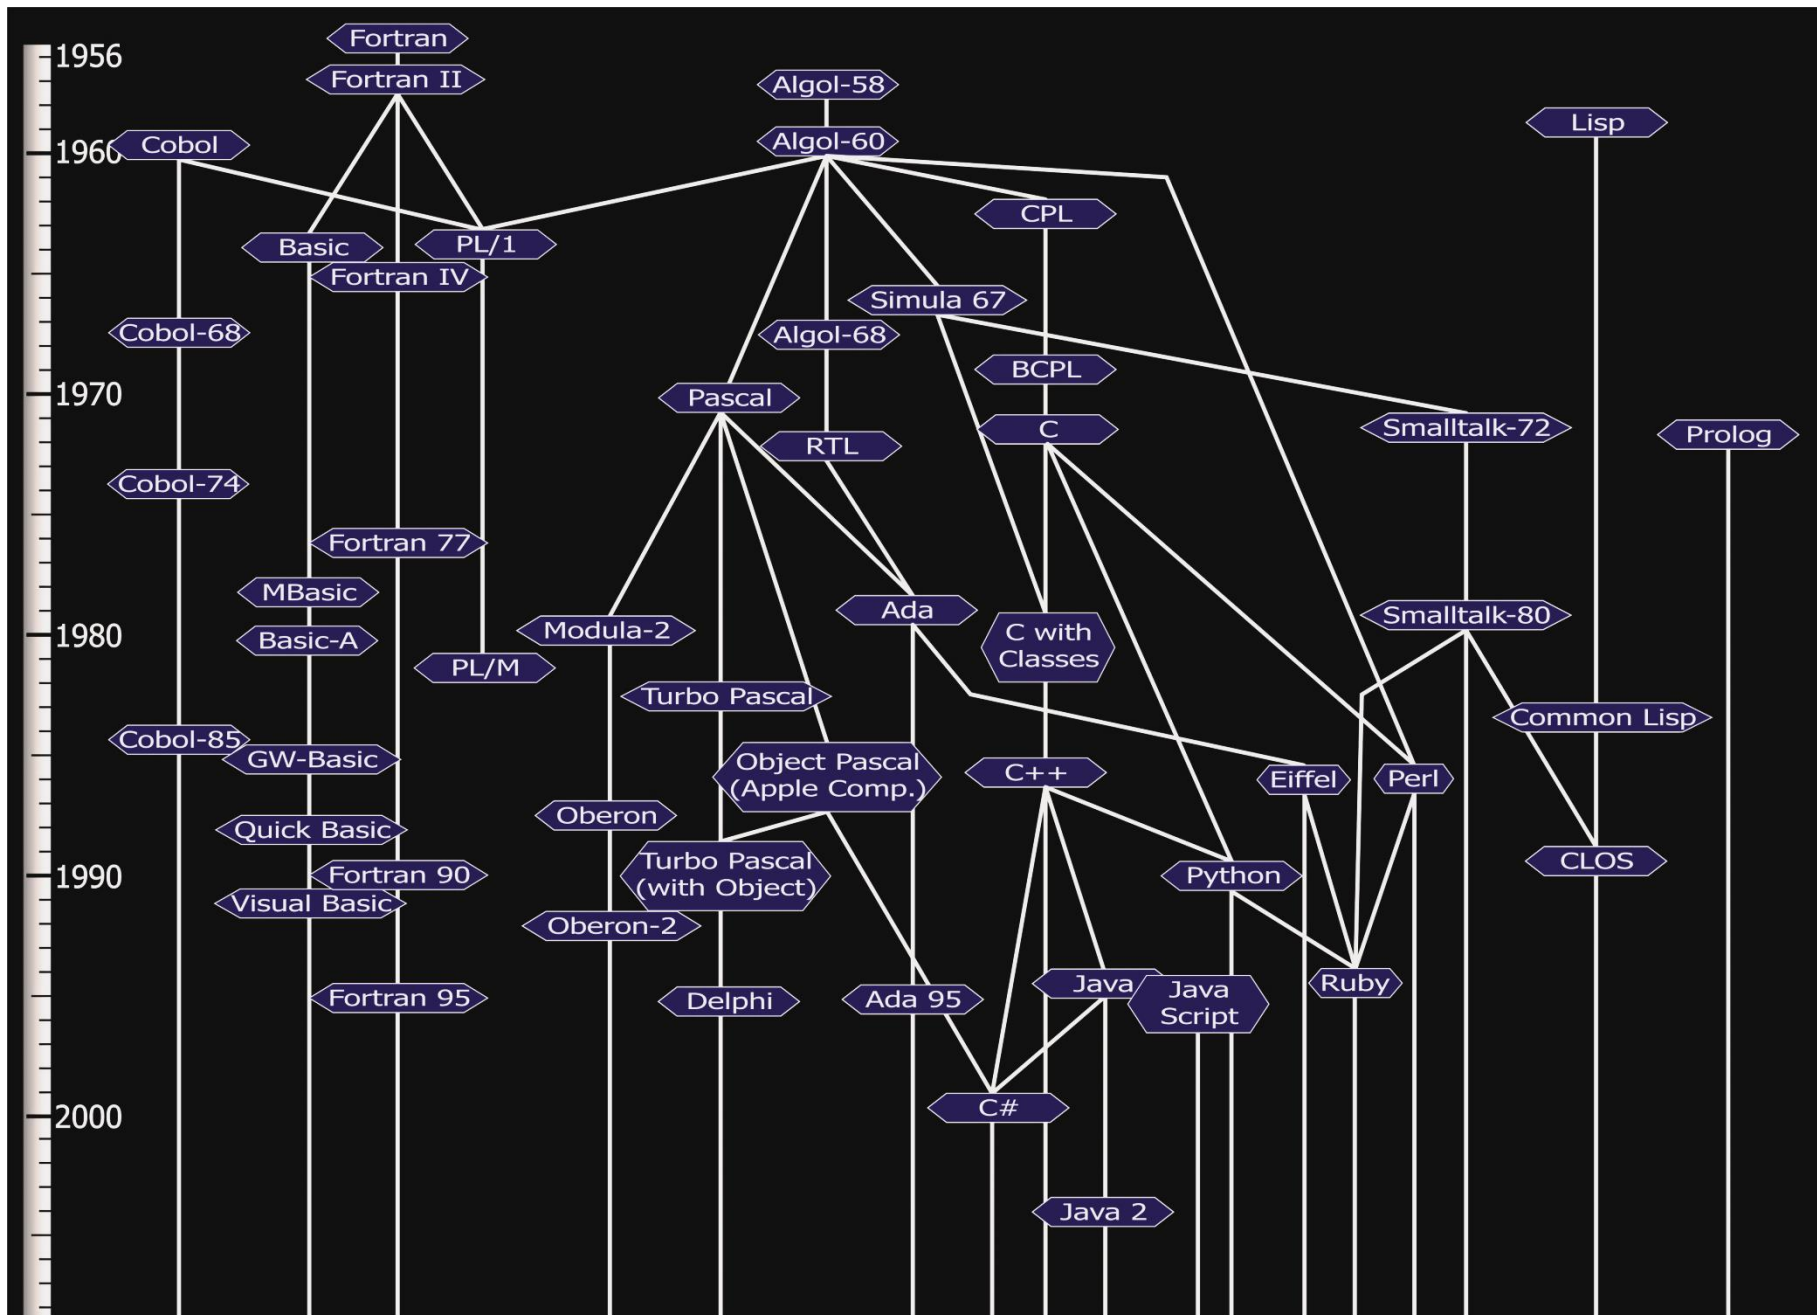 Fortran
1956
Fortran II
Algol-58
Lisp
Cobol
1960
Algol-60
CPL
Basic
PL/1
Fortran IV
Simula 67
Cobol-68
Algol-68
BCPL
1970
Pascal
Smalltalk-72
C
Prolog
RTL
Cobol-74
Fortran 77
MBasic
Ada
Smalltalk-80
Modula-2
1980
Basic-A
C with
Classes
PL/M
Turbo Pascal
Common Lisp
Cobol-85
GW-Basic
Object Pascal
(Apple Comp.)
C++
Eiffel
Perl
Oberon
Quick Basic
Turbo Pascal
(with Object)
CLOS
1990
Fortran 90
Python
Visual Basic
Oberon-2
Java
Ruby
Java
Script
Fortran 95
Delphi
Ada 95
C#
2000
Java 2